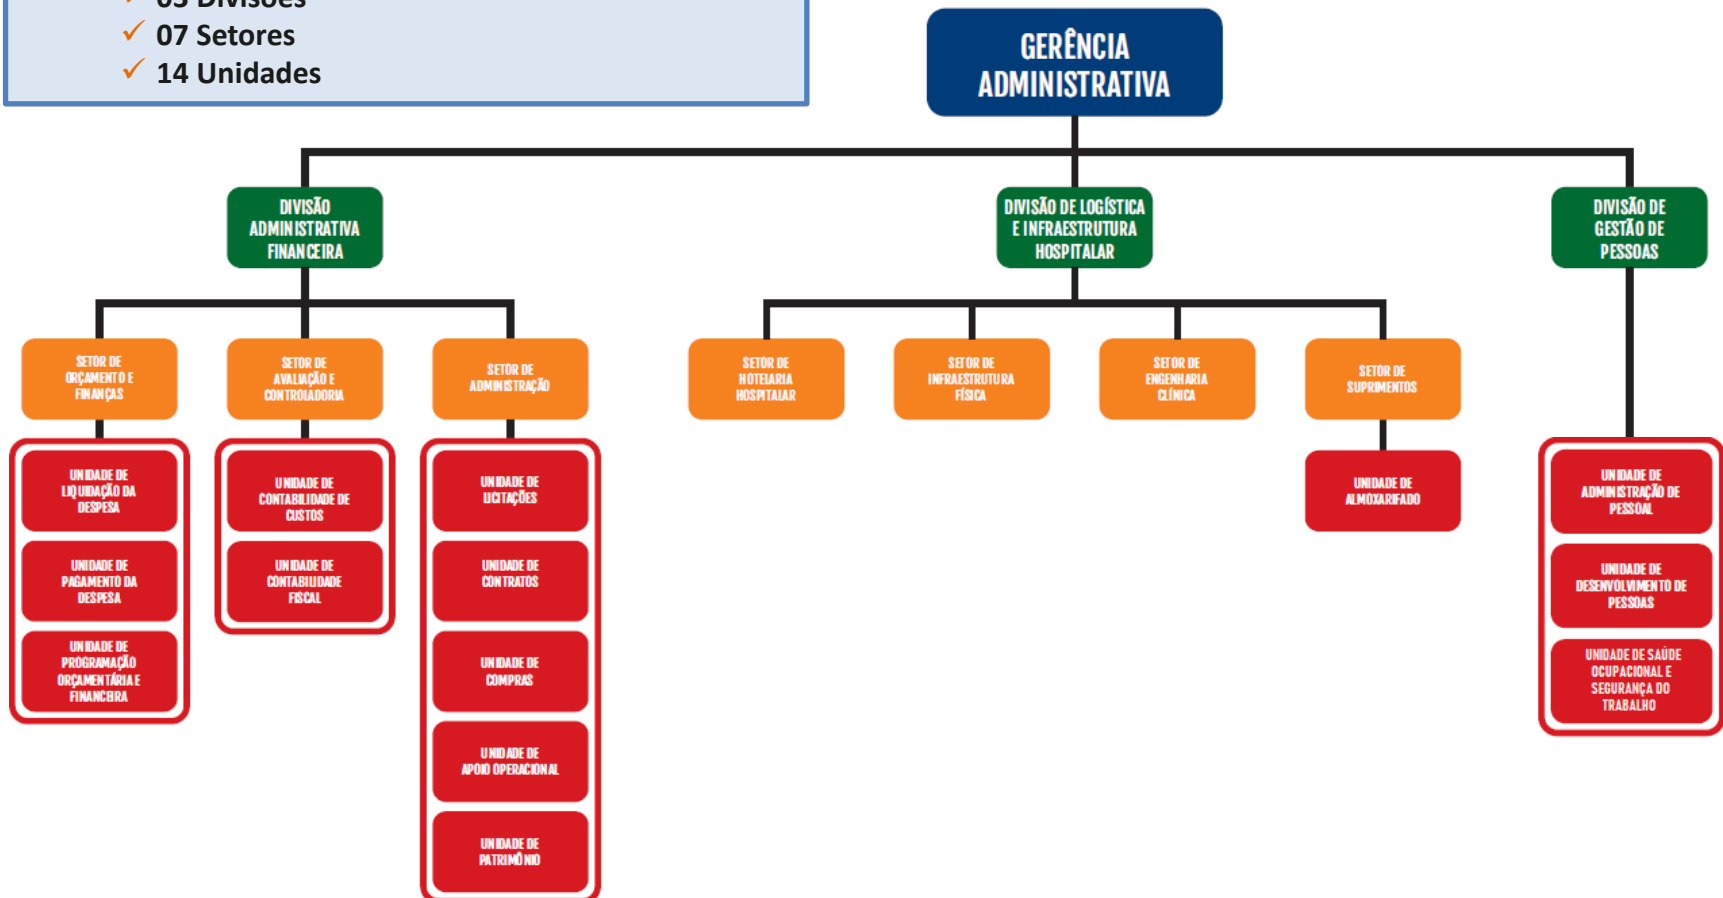 03 Divisões
✓ 07 Setores
✓ 14 Unidades
GERÊNCIA
ADMINISTRATIVA
DIVISÃO
ADMINISTRATIVA
FINANCEIRA
DIVISÃO DE LOGÍSTICA
E INFRAESTRUTURA
HOSPITALAR
DIVISÃO DE
GESTÃO DE
PESSOAS
SETOR DE
ORÇAMENTO E
FINANÇAS
SETOR DE
AVALIAÇÃO E
CONTROLADORIA
SETOR DE
ADMINISTRAÇÃO
SETOR DE
HOTELARIA
HOSPITALAR
SETOR DE
INFRAESTRUTURA
FÍSICA
SETOR DE
ENGENHARIA
CLÍNICA
SETOR DE
SUPRIMENTOS
UNIDADE DE
LIQUIDAÇÃO DA
DESPESA
UNIDADE DE
PAGAMENTO DA
DESPESA
UNIDADE DE
PROGRAMAÇÃO
ORÇAMENTÁRIA E
FINANCEIRA
UNIDADE DE
CONTABILIDADE DE
CUSTOS
UNIDADE DE
CONTABILIDADE
FISCAL
UNIDADE DE
LICITAÇÕES
UNIDADE DE
CONTRATOS
UNIDADE DE
COMPRAS
UNIDADE DE
APOIO OPERACIONAL
UNIDADE DE
PATRIMÔNIO
UNIDADE DE
ALMOXARIFADO
UNIDADE DE
ADMINISTRAÇÃO DE
PESSOAL
UNIDADE DE
DESENVOLVIMENTO DE
PESSOAS
UNIDADE DE SAÚDE
OCUPACIONAL E
SEGURANÇA DO
TRABALHO